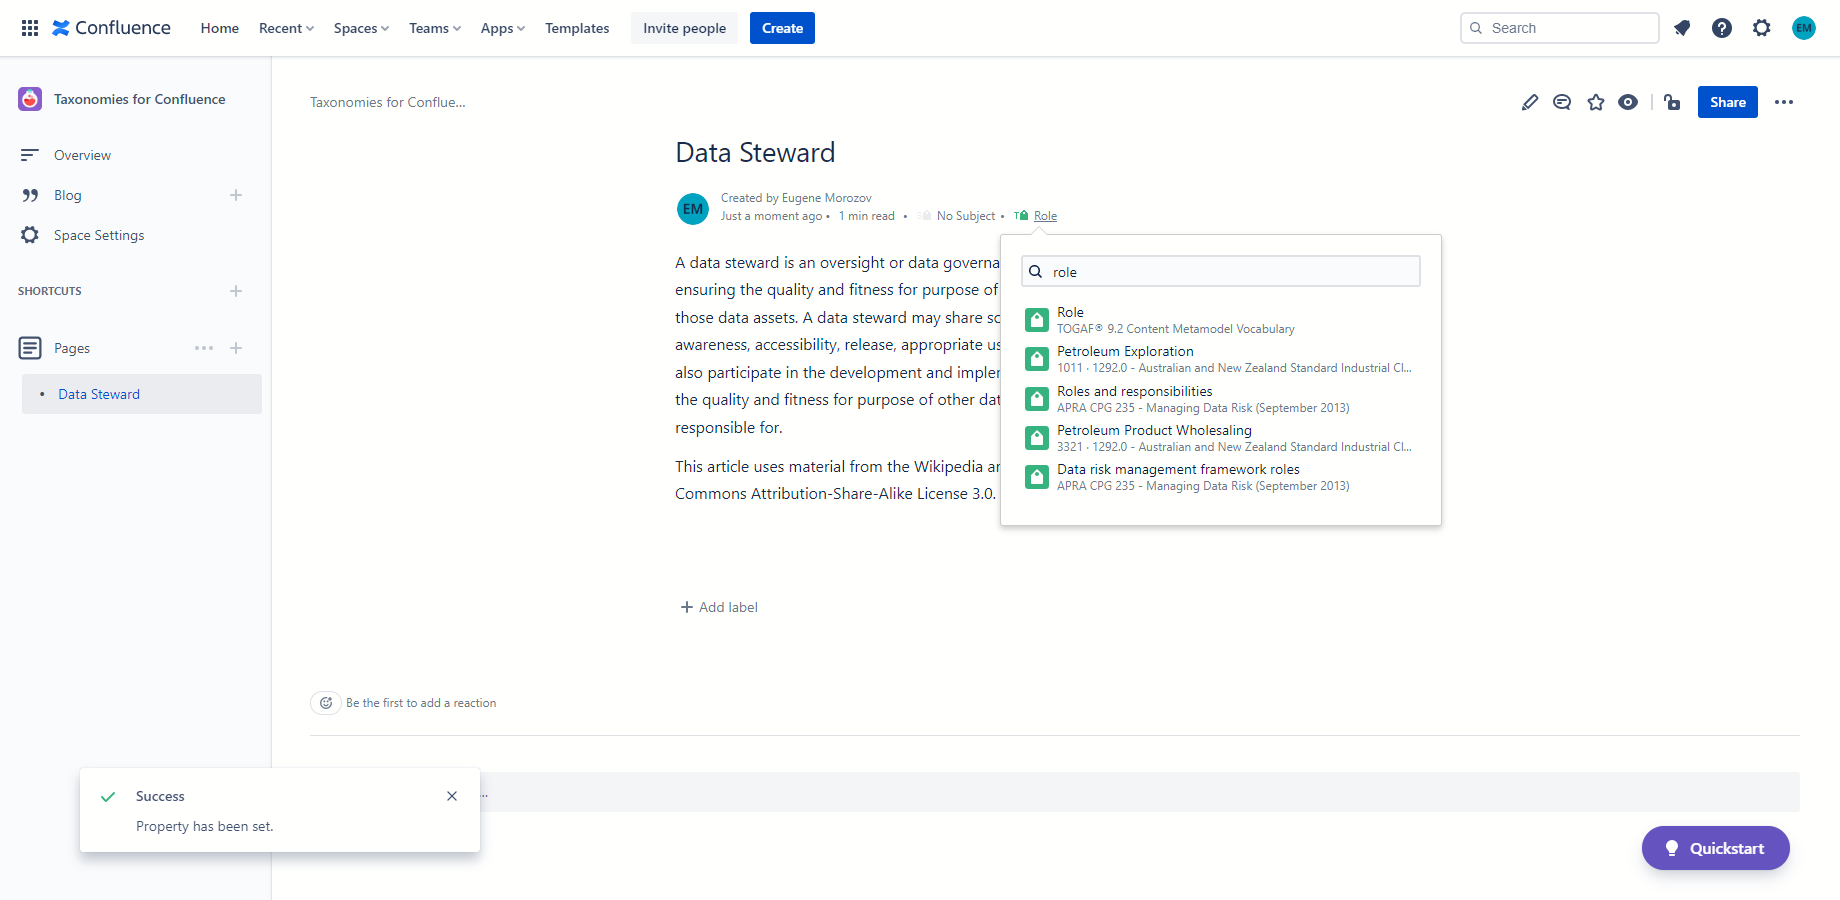 Confluence
Home
Recent
Spaces
Teams
Apps
Templates
Invite people
Create
Search
EM
Taxonomies for Confluence
Overview
Blog
Space Settings
SHORTCUTS
Pages
• Data Steward
Taxonomies for Conflue...
Share
Data Steward
EM
Created by Eugene Morozov
Just a moment ago • 1 min read • No Subject • T Role
role
Role
TOGAF® 9.2 Content Metamodel Vocabulary
Petroleum Exploration
1011 · 1292.0 - Australian and New Zealand Standard Industrial Cl...
Roles and responsibilities
APRA CPG 235 - Managing Data Risk (September 2013)
Petroleum Product Wholesaling
3321 · 1292.0 - Australian and New Zealand Standard Industrial Cl...
Data risk management framework roles
APRA CPG 235 - Managing Data Risk (September 2013)
A data steward is an oversight or data governa
ensuring the quality and fitness for purpose of
those data assets. A data steward may share
awareness, accessibility, release, appropriate
also participate in the development and
the quality and fitness for purpose of other
responsible for.
This article uses material from the Wikipedia
Commons Attribution-Share-Alike License 3.0.
Add label
Be the first to add a reaction
Success
Property has been set.
...
Quickstart